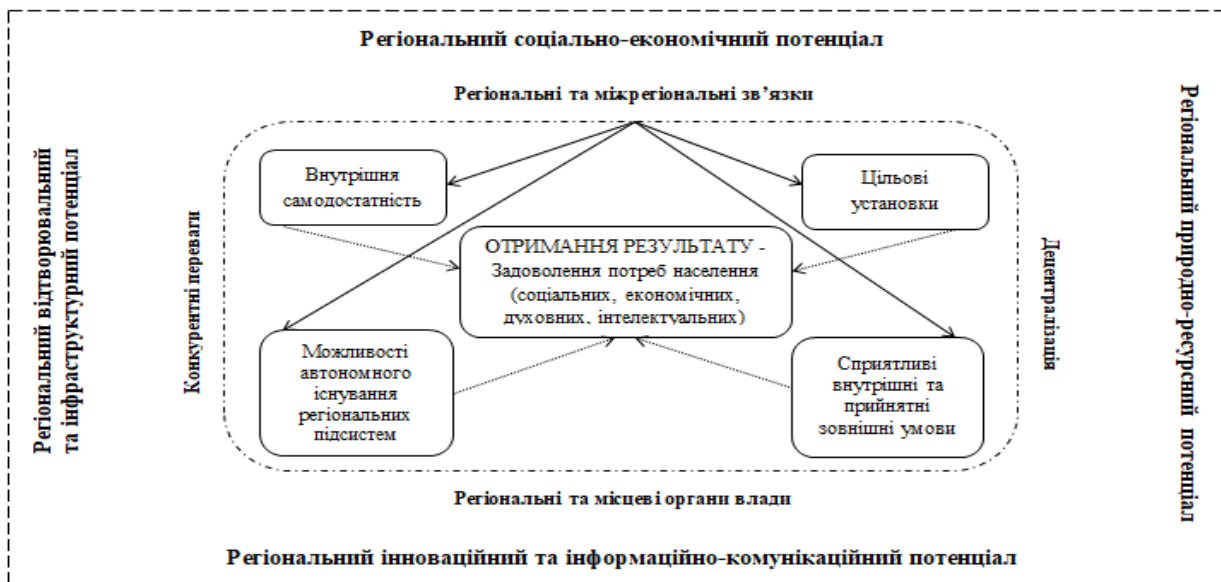 Регіональний соціально-економічний потенціал
Регіональні та міжрегіональні зв’язки
Регіональний відтворювальний
та інфраструктурний потенціал
Конкурентні переваги
Внутрішня
самодостатність
Цільові
установки
ОТРИМАННЯ РЕЗУЛЬТАТУ -
Задоволення потреб населення
(соціальних, економічних,
духовних, інтелектуальних)
Можливості
автономного
існування
регіональних
підсистем
Сприятливі
внутрішні та
прийнятні
зовнішні умови
Децентралізація
Регіональний природно-ресурсний потенціал
Регіональні та місцеві органи влади
Регіональний інноваційний та інформаційно-комунікаційний потенціал